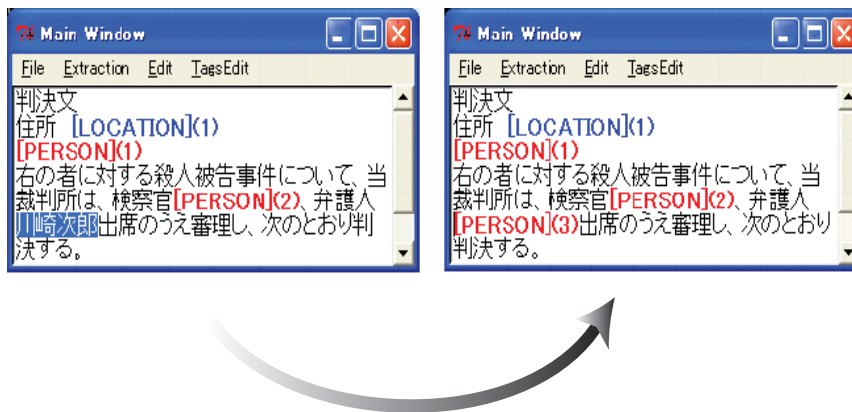 Main Window
File Extraction Edit TagsEdit
判決文
住所 [LOCATION](1)
[PERSON](1)
右の者に対する殺人被告事件について、当
裁判所は、検察官[PERSON](2)、弁護人
川崎次郎出席のうえ審理し、次のとおり判
決する。
Main Window
File Extraction Edit TagsEdit
判決文
住所 [LOCATION](1)
[PERSON](1)
右の者に対する殺人被告事件について、当
裁判所は、検察官[PERSON](2)、弁護人
[PERSON](3)出席のうえ審理し、次のとおり
判決する。